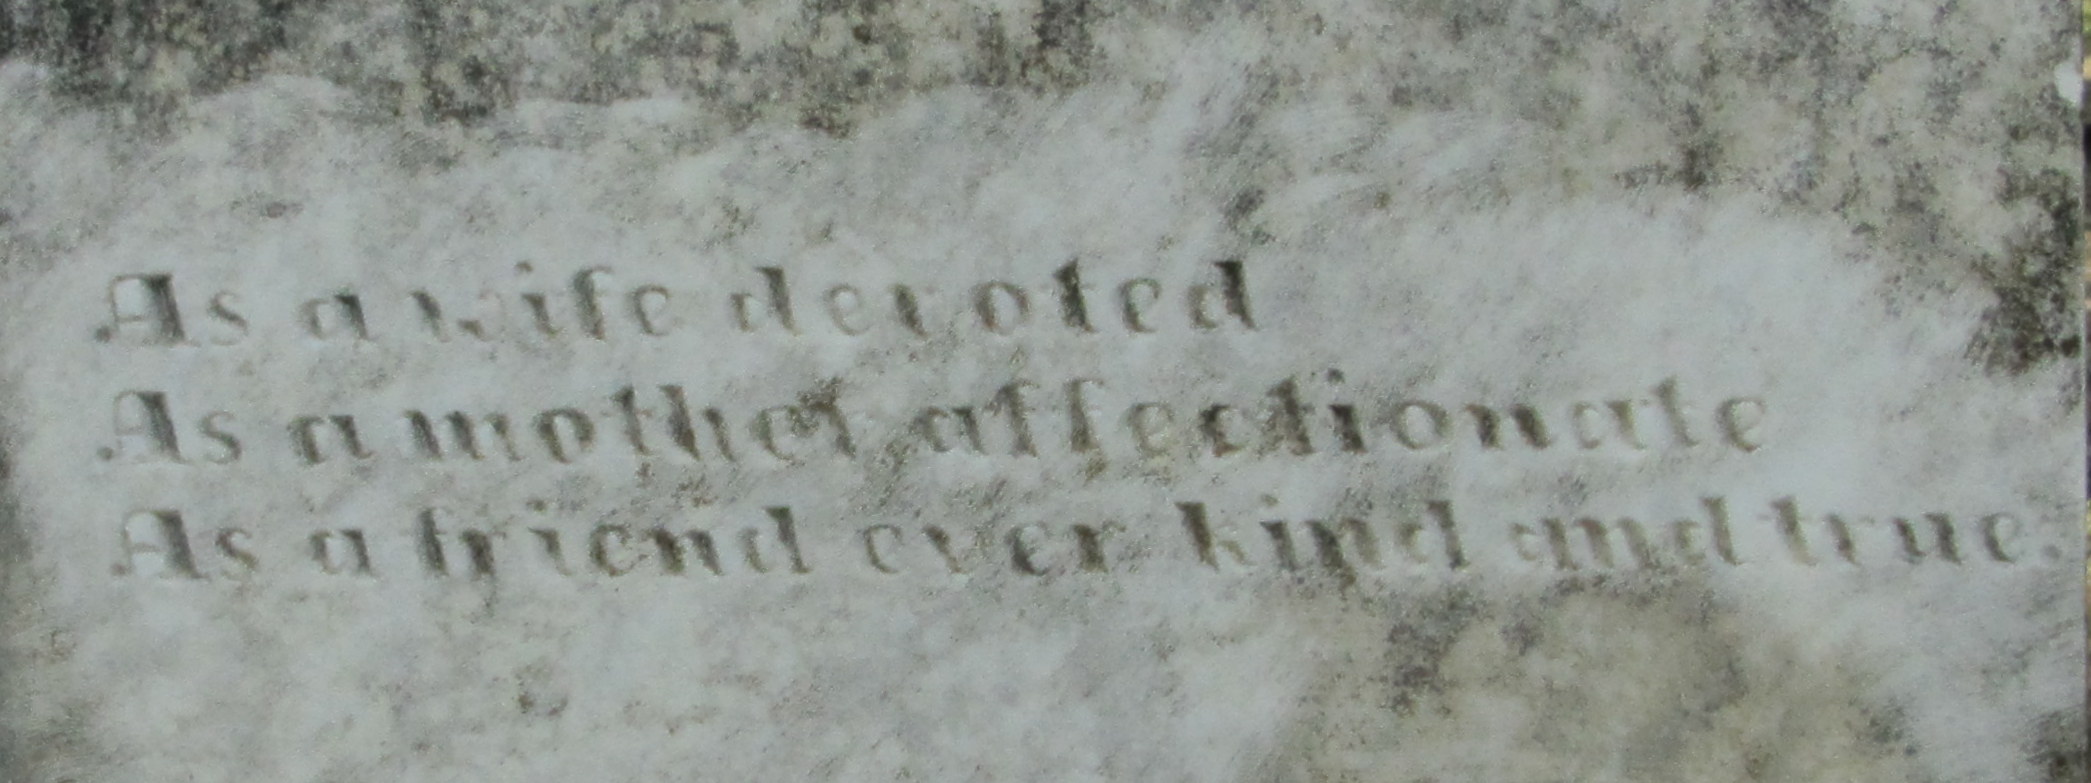 As a wife devoted
As a mother affectionate
As a friend ever kind and true.